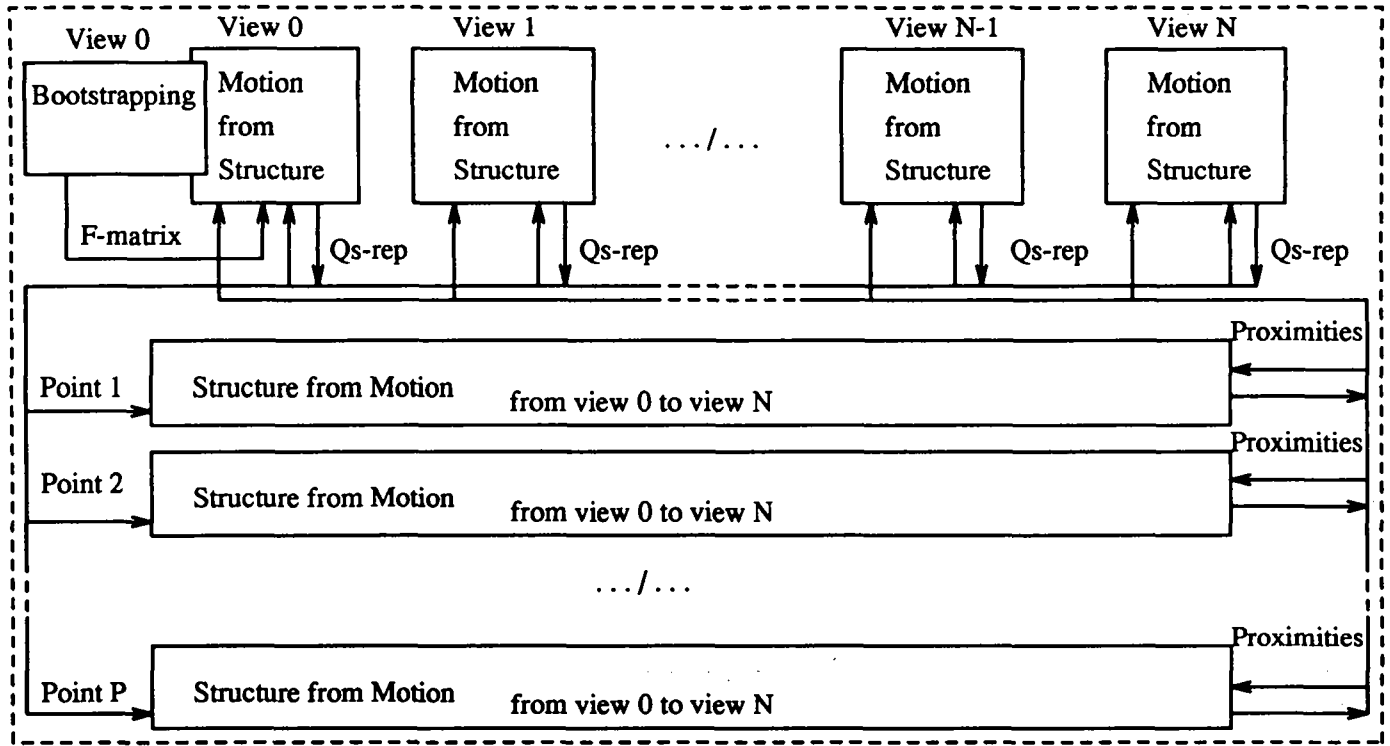 View 0 View 0 View 1 View N-1 View N
Bootstrapping
Motion
from
Structure
Motion
from
Structure
.../...
Motion
from
Structure
Motion
from
Structure
F-matrix
Qs-rep
Qs-rep
Qs-rep
Qs-rep
Proximities
Point 1
Structure from Motion
from view 0 to view N
Proximities
Point 2
Structure from Motion
from view 0 to view N
.../...
Proximities
Point P
Structure from Motion
from view 0 to view N